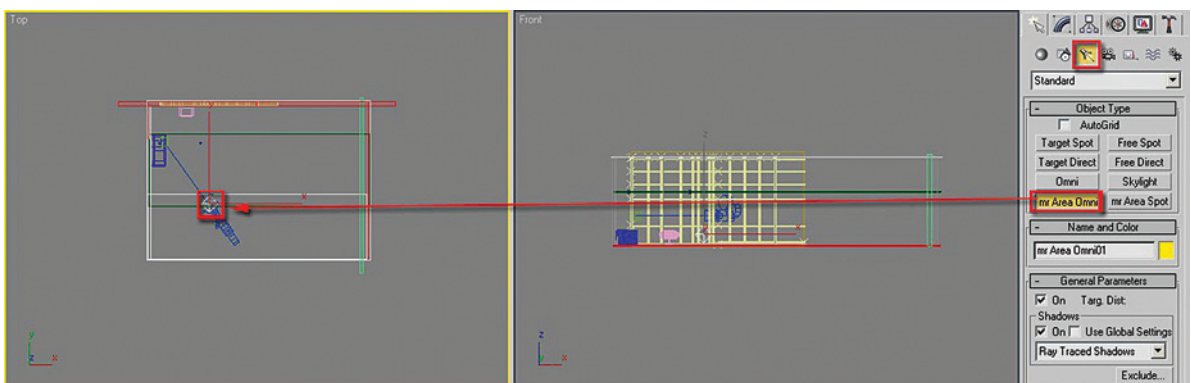 Top
Front
Standard
- Object Type
AutoGrid
Target Spot Free Spot
Target Direct Free Direct
Omni Skylight
mr Area Omni mr Area Spot
- Name and Color
mr Area Omni01
- General Parameters
On Targ. Dist:
Shadows
On Use Global Settings
Ray Traced Shadows
Exclude...
x
z
x
y
z x
z
y x